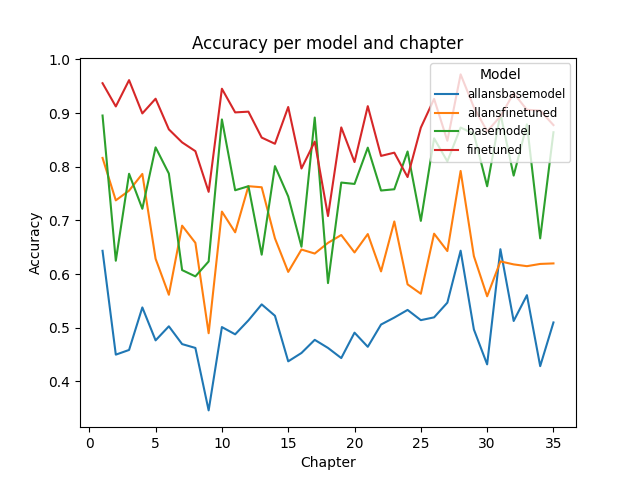 Accuracy per model and chapter
Model
allansbasemodel
allansfinetuned
basemodel
finetuned
1.0
0.9
0.8
0.7
0.6
0.5
0.4
Accuracy
0
5
10
15
20
25
30
35
Chapter